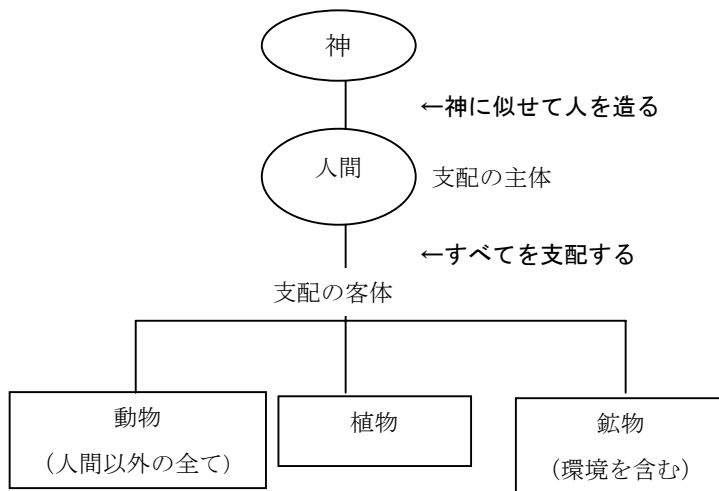 神
←神に似せて人を造る
人間
支配の主体
←すべてを支配する
支配の客体
動物
(人間以外の全て)
植物
鉱物
(環境を含む)